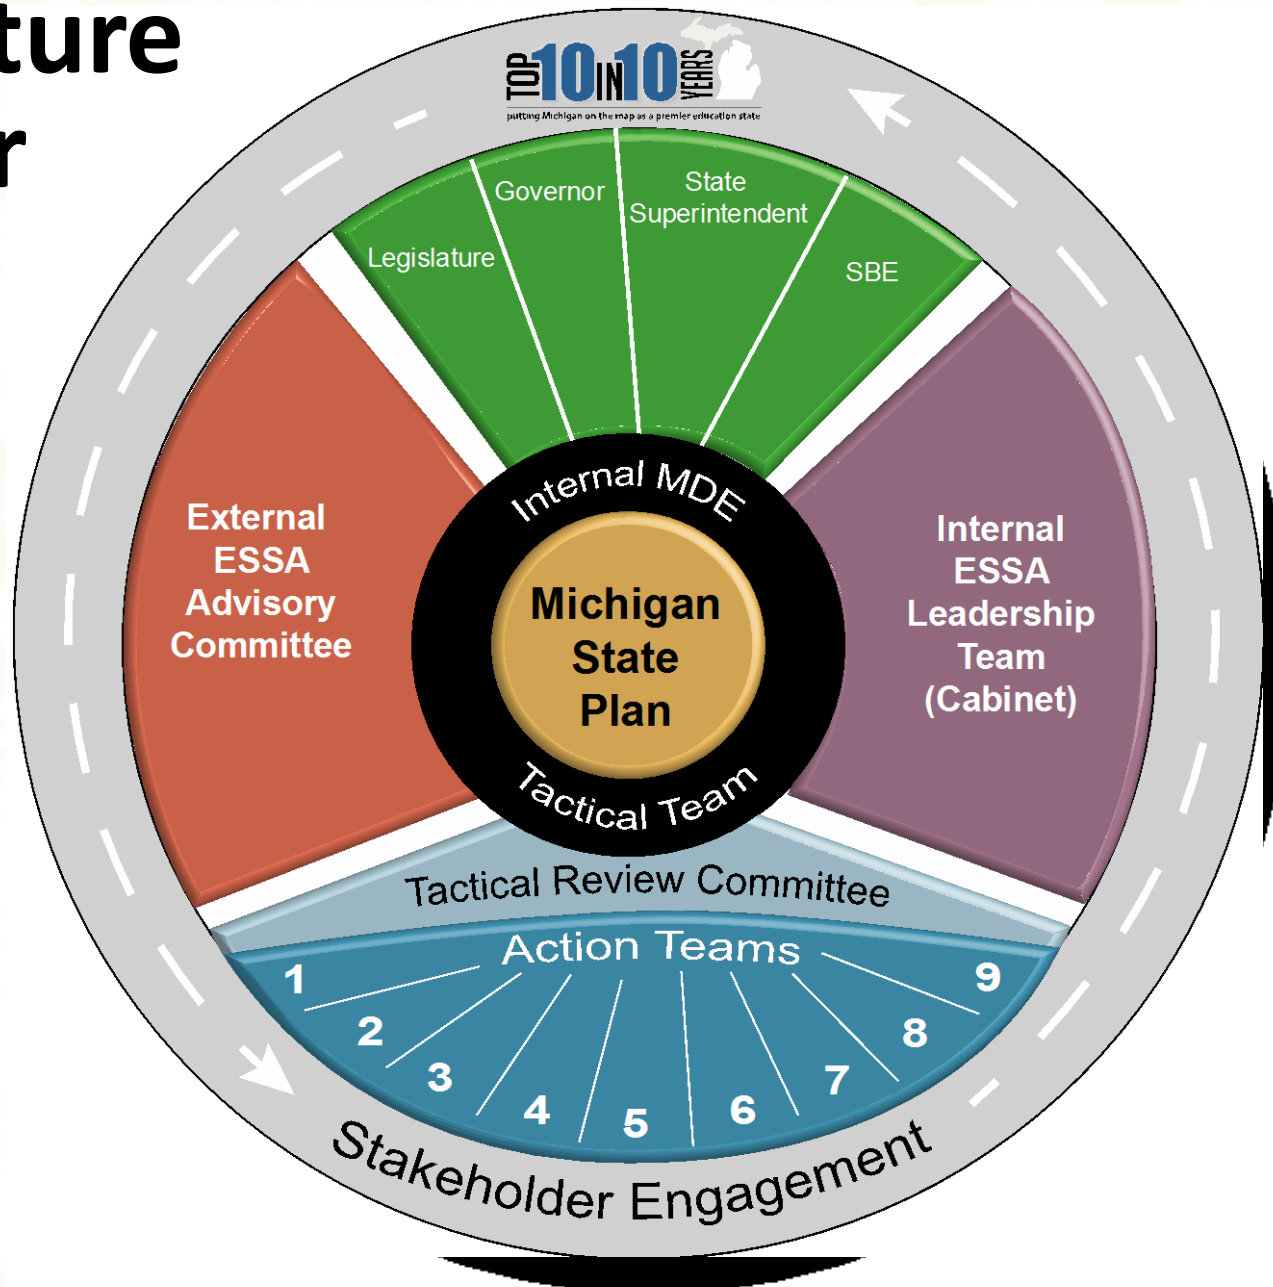 ture
r
TOP 10 IN 10 YEARS
putting Michigan on the map as a premier education state
Legislature
Governor
State
Superintendent
SBE
External
ESSA
Advisory
Committee
Internal MDE
Michigan
State
Plan
Tactical Team
Internal
ESSA
Leadership
Team
(Cabinet)
Tactical Review Committee
Action Teams
1
2
3
4
5
6
7
8
9
Stakeholder Engagement